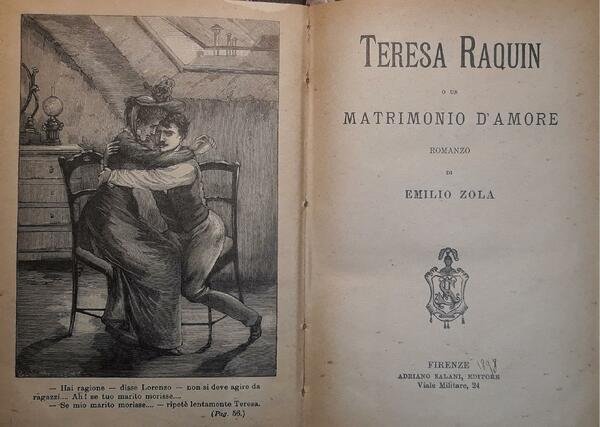 — Hai ragione — disse Lorenzo — non si deve agire da
ragazzi.... Ah! se tuo marito morisse....
— Se mio marito morisse.... — ripetè lentamente Teresa.
(Pag. 56.)
TERESA RAQUIN
O UN
MATRIMONIO D'AMORE
ROMANZO
DI
EMILIO ZOLA
FIRENZE
ADRIANO SALANI, EDITORE
Viale Militare, 24